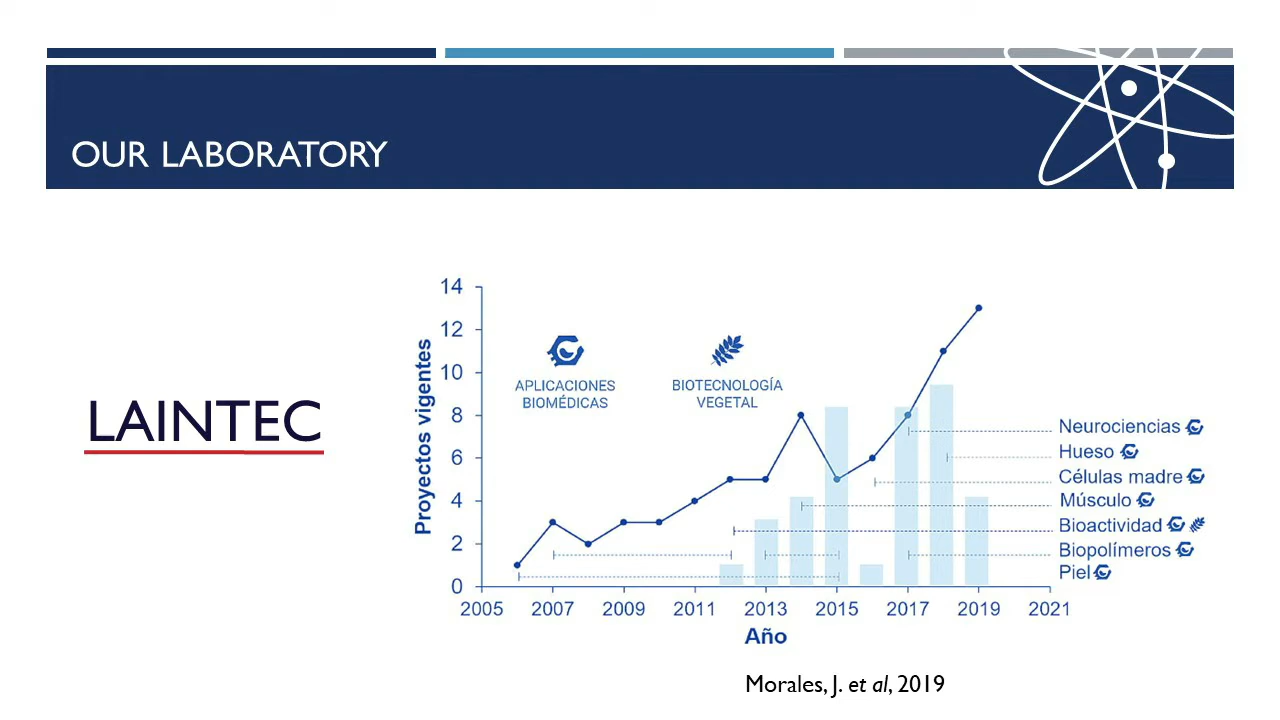 OUR LABORATORY
LAINTEC
Proyectos vigentes
14
12
10
8
6
4
2
0
APLICACIONES
BIOMÉDICAS
BIOTECNOLOGÍA
VEGETAL
Neurociencias
Hueso
Células madre
Músculo
Bioactividad
Biopolímeros
Piel
2005 2007 2009 2011 2013 2015 2017 2019 2021
Año
Morales, J. et al, 2019